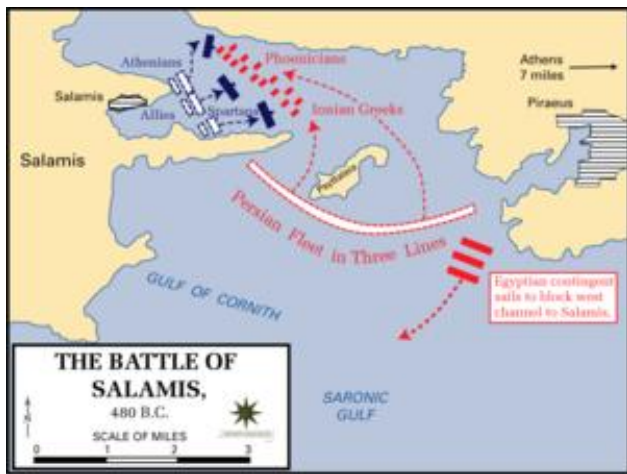 Phoenicians
Athenians
Athens
7 miles
Piraeus
Salamis
Allies
Spartans
Ionian Greeks
Salamis
Persian Fleet in Three Lines
Egyptian contingent
sails to block west
channel to Salamis.
GULF OF CORNITH
THE BATTLE OF
SALAMIS,
480 B.C.
SCALE OF MILES
0 1 2 3
SARONIC
GULF